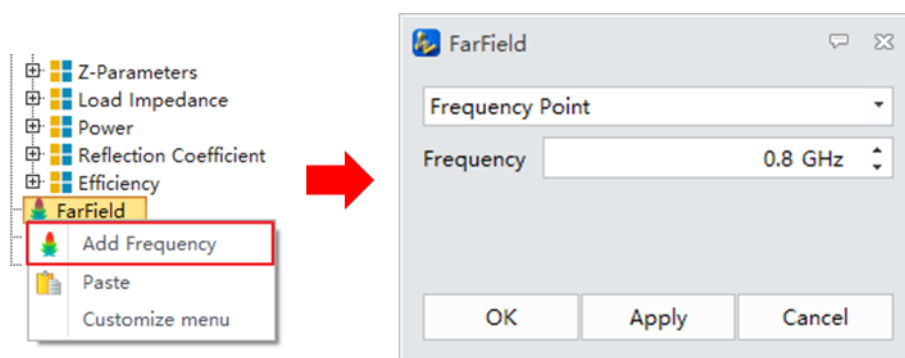 Z-Parameters
Load Impedance
Power
Reflection Coefficient
Efficiency
FarField
Add Frequency
Paste
Customize menu
FarField
Frequency Point
Frequency 0.8 GHz
OK Apply Cancel